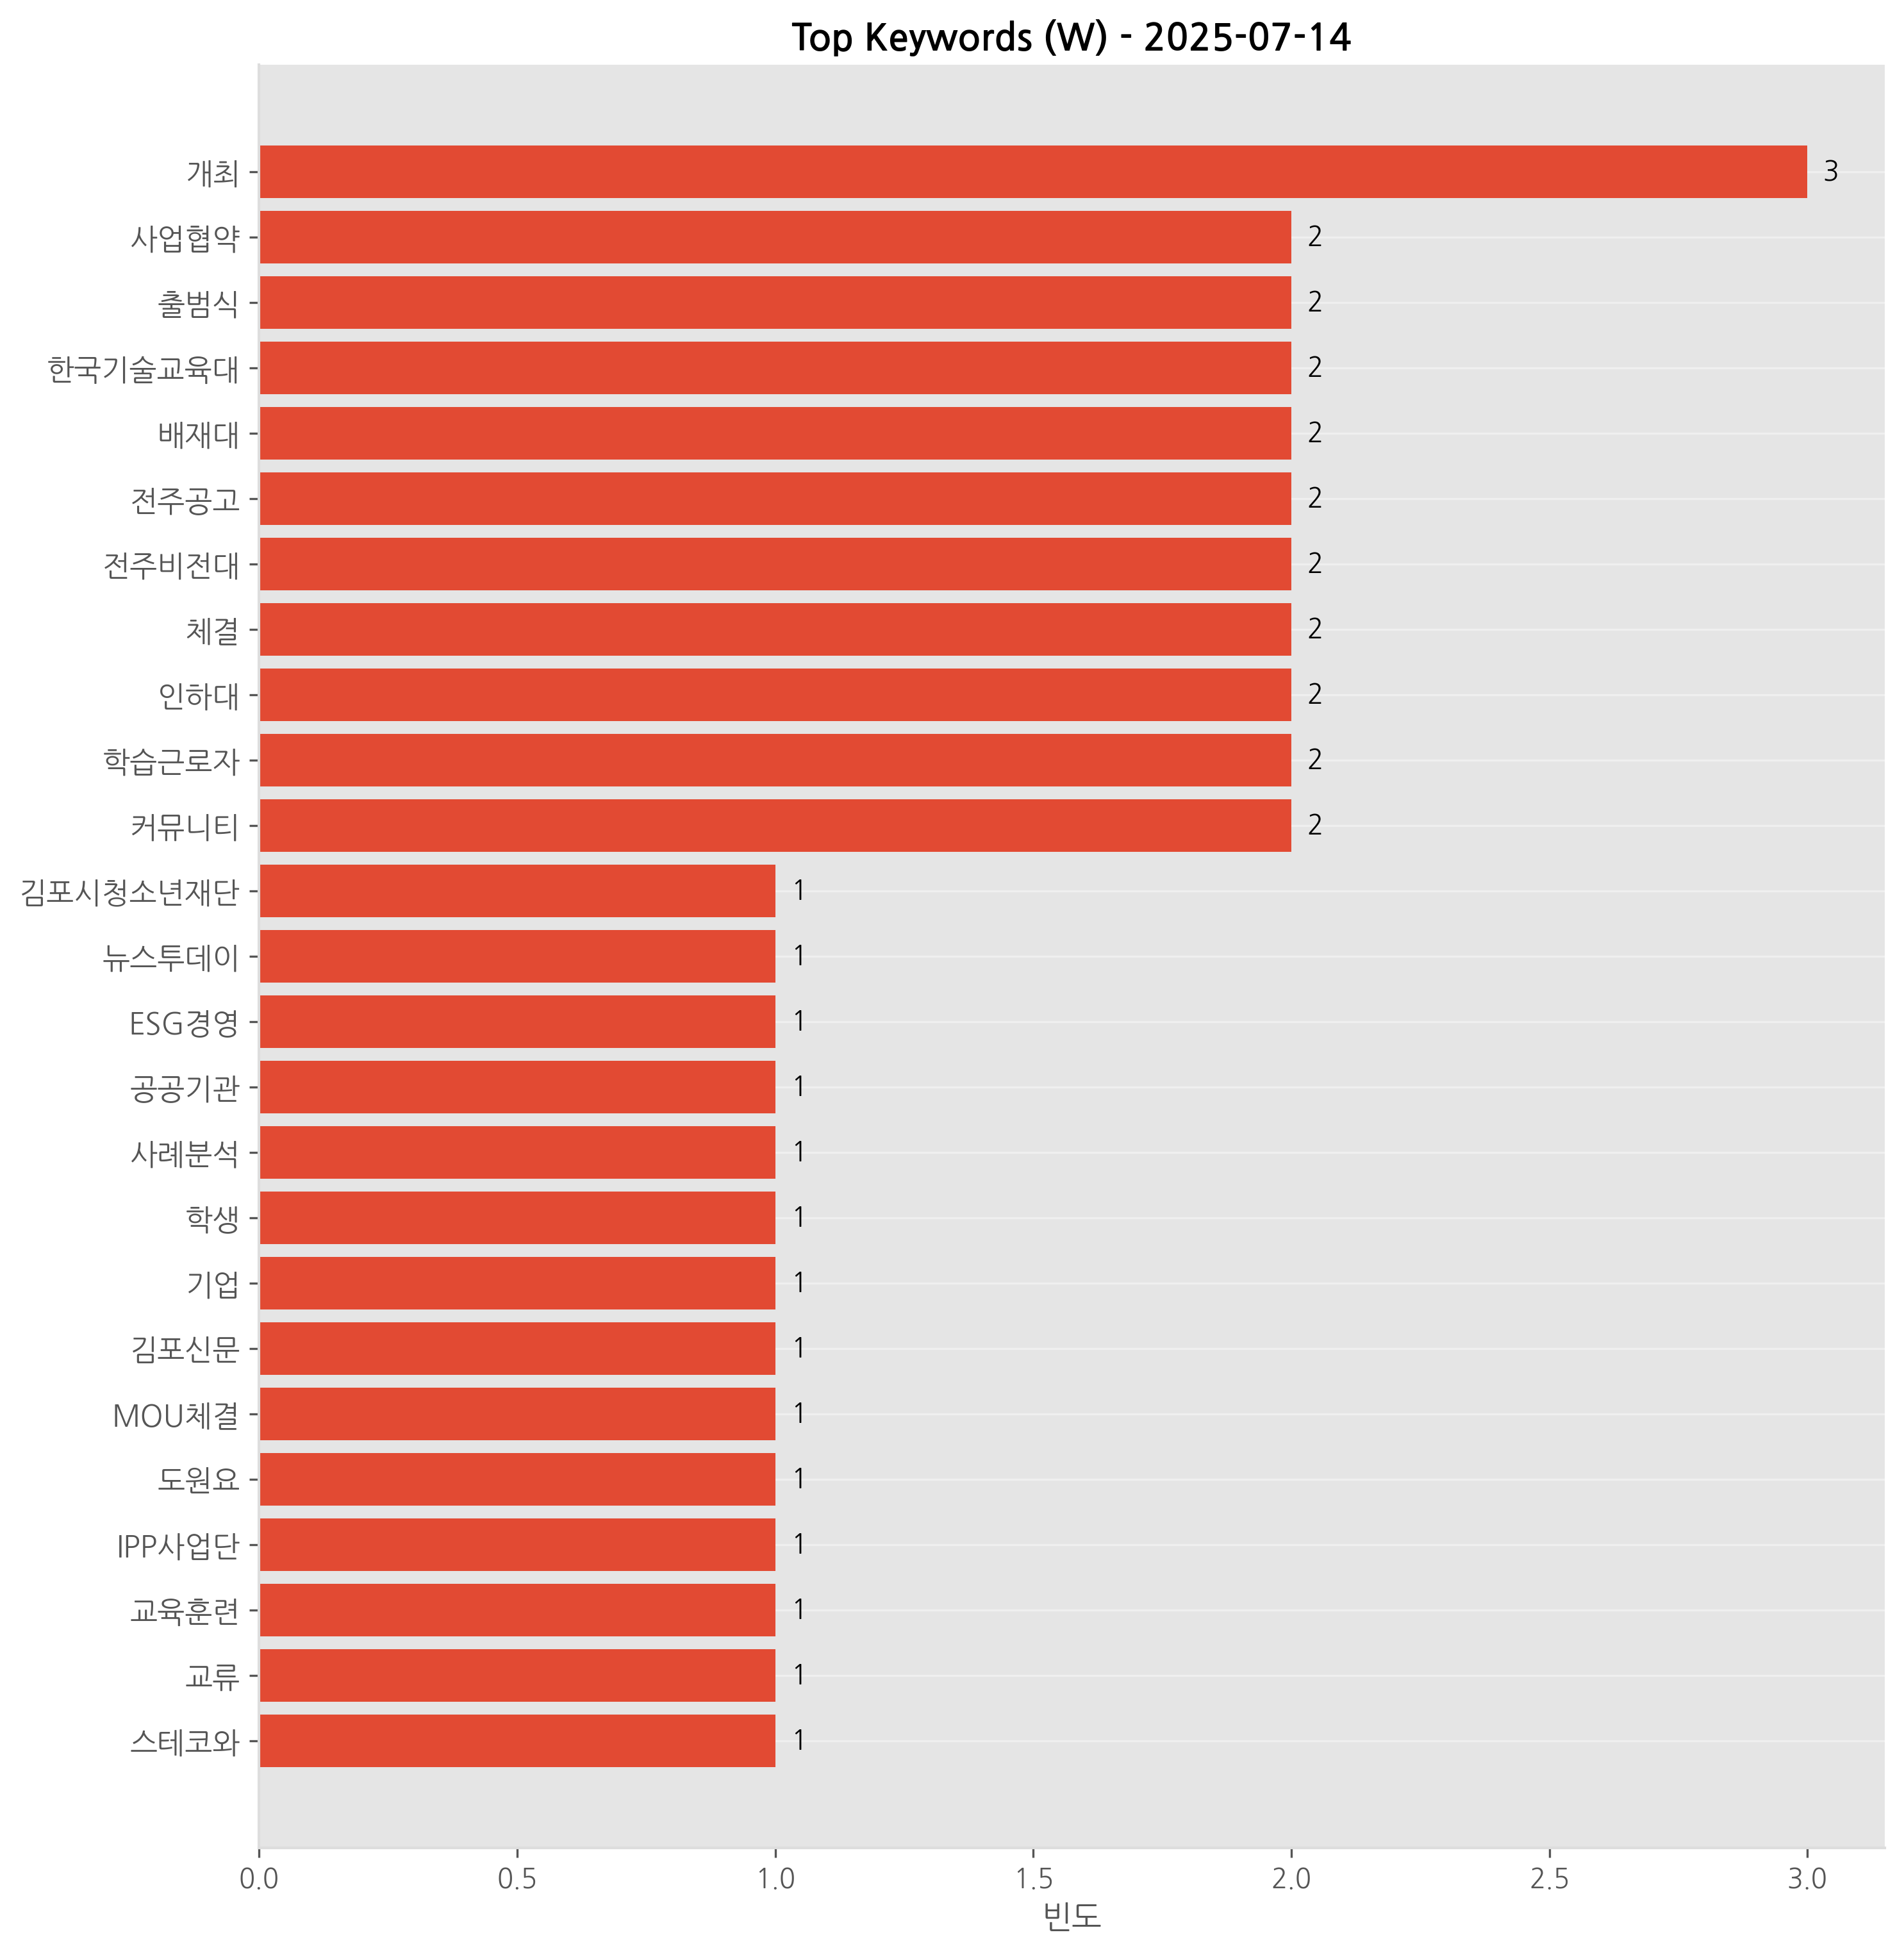 Top Keywords (W) - 2025-07-14
개최 3
사업협약 2
출범식 2
한국기술교육대 2
배재대 2
전주공고 2
전주비전대 2
체결 2
인하대 2
학습근로자 2
커뮤니티 2
김포시청소년재단 1
뉴스투데이 1
ESG경영 1
공공기관 1
사례분석 1
학생 1
기업 1
김포신문 1
MOU체결 1
도원요 1
IPP사업단 1
교육훈련 1
교류 1
스테코와 1
0.0 0.5 1.0 1.5 2.0 2.5 3.0
빈도